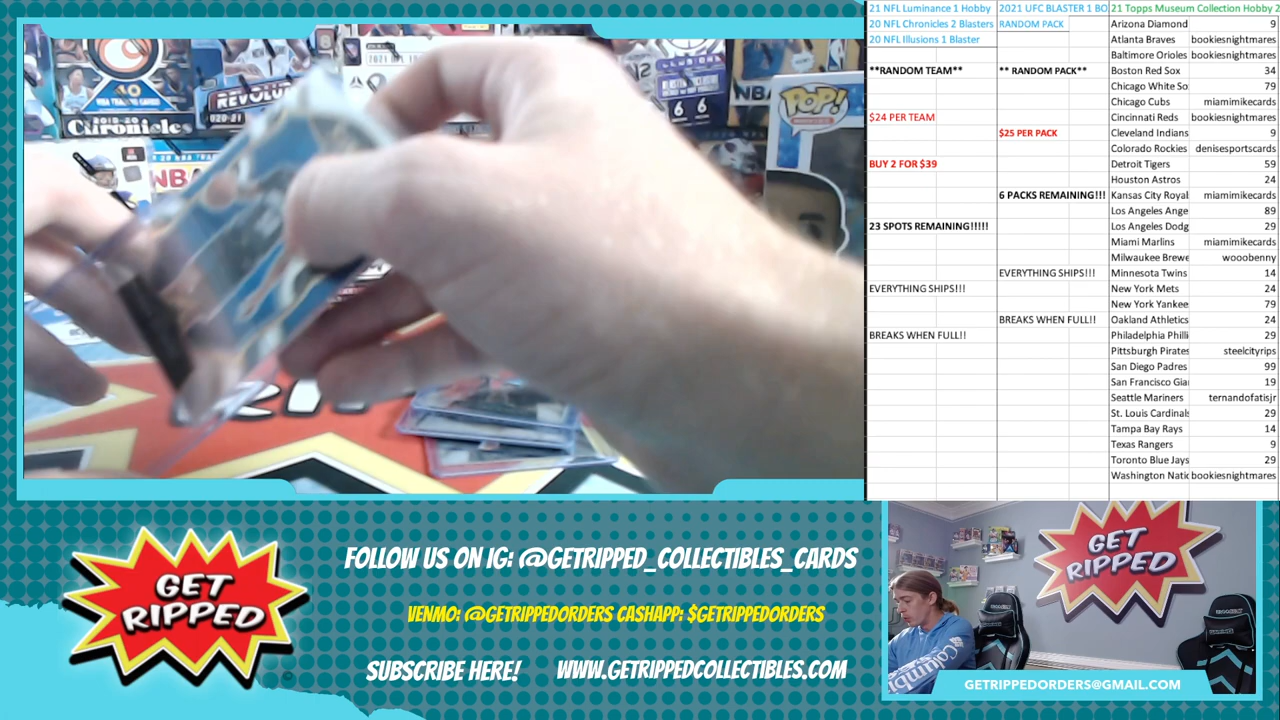 21 NFL Luminance 1 Hobby
20 NFL Chronicles 2 Blasters
20 NFL Illusions 1 Blaster
**RANDOM TEAM**
$24 PER TEAM
BUY 2 FOR $39
23 SPOTS REMAINING!!!!!
EVERYTHING SHIPS!!!
BREAKS WHEN FULL!!
2021 UFC BLASTER 1 BO
RANDOM PACK
** RANDOM PACK**
$25 PER PACK
6 PACKS REMAINING!!!
EVERYTHING SHIPS!!!
BREAKS WHEN FULL!!
21 Topps Museum Collection Hobby 2
Arizona Diamond 9
Atlanta Braves bookiesnightmares
Baltimore Orioles bookiesnightmares
Boston Red Sox 34
Chicago White So 79
Chicago Cubs miamimikecards
Cincinnati Reds bookiesnightmares
Cleveland Indians 9
Colorado Rockies denisesportscards
Detroit Tigers 59
Houston Astros 24
Kansas City Royal miamimikecards
Los Angeles Ange 89
Los Angeles Dodg 29
Miami Marlins miamimikecards
Milwaukee Brewe wooobenny
Minnesota Twins 14
New York Mets 24
New York Yankee 79
Oakland Athletics 24
Philadelphia Philli 29
Pittsburgh Pirates steelcityrips
San Diego Padres 99
San Francisco Gia 19
Seattle Mariners ternandofatisjr
St. Louis Cardinals 29
Tampa Bay Rays 14
Texas Rangers 9
Toronto Blue Jays 29
Washington Natic bookiesnightmares
REVOLU
2019-20
Chronicles
NBA
NBA
POP!
6 6
GET
RIPPED
FOLLOW US ON IG: @GETRIPPED_COLLECTIBLES_CARDS
VENMO: @GETRIPPEDORDERS CASHAPP: $GETRIPPEDORDERS
SUBSCRIBE HERE! WWW.GETRIPPEDCOLLECTIBLES.COM
GET
RIPPED
GETRIPPEDORDERS@GMAIL.COM